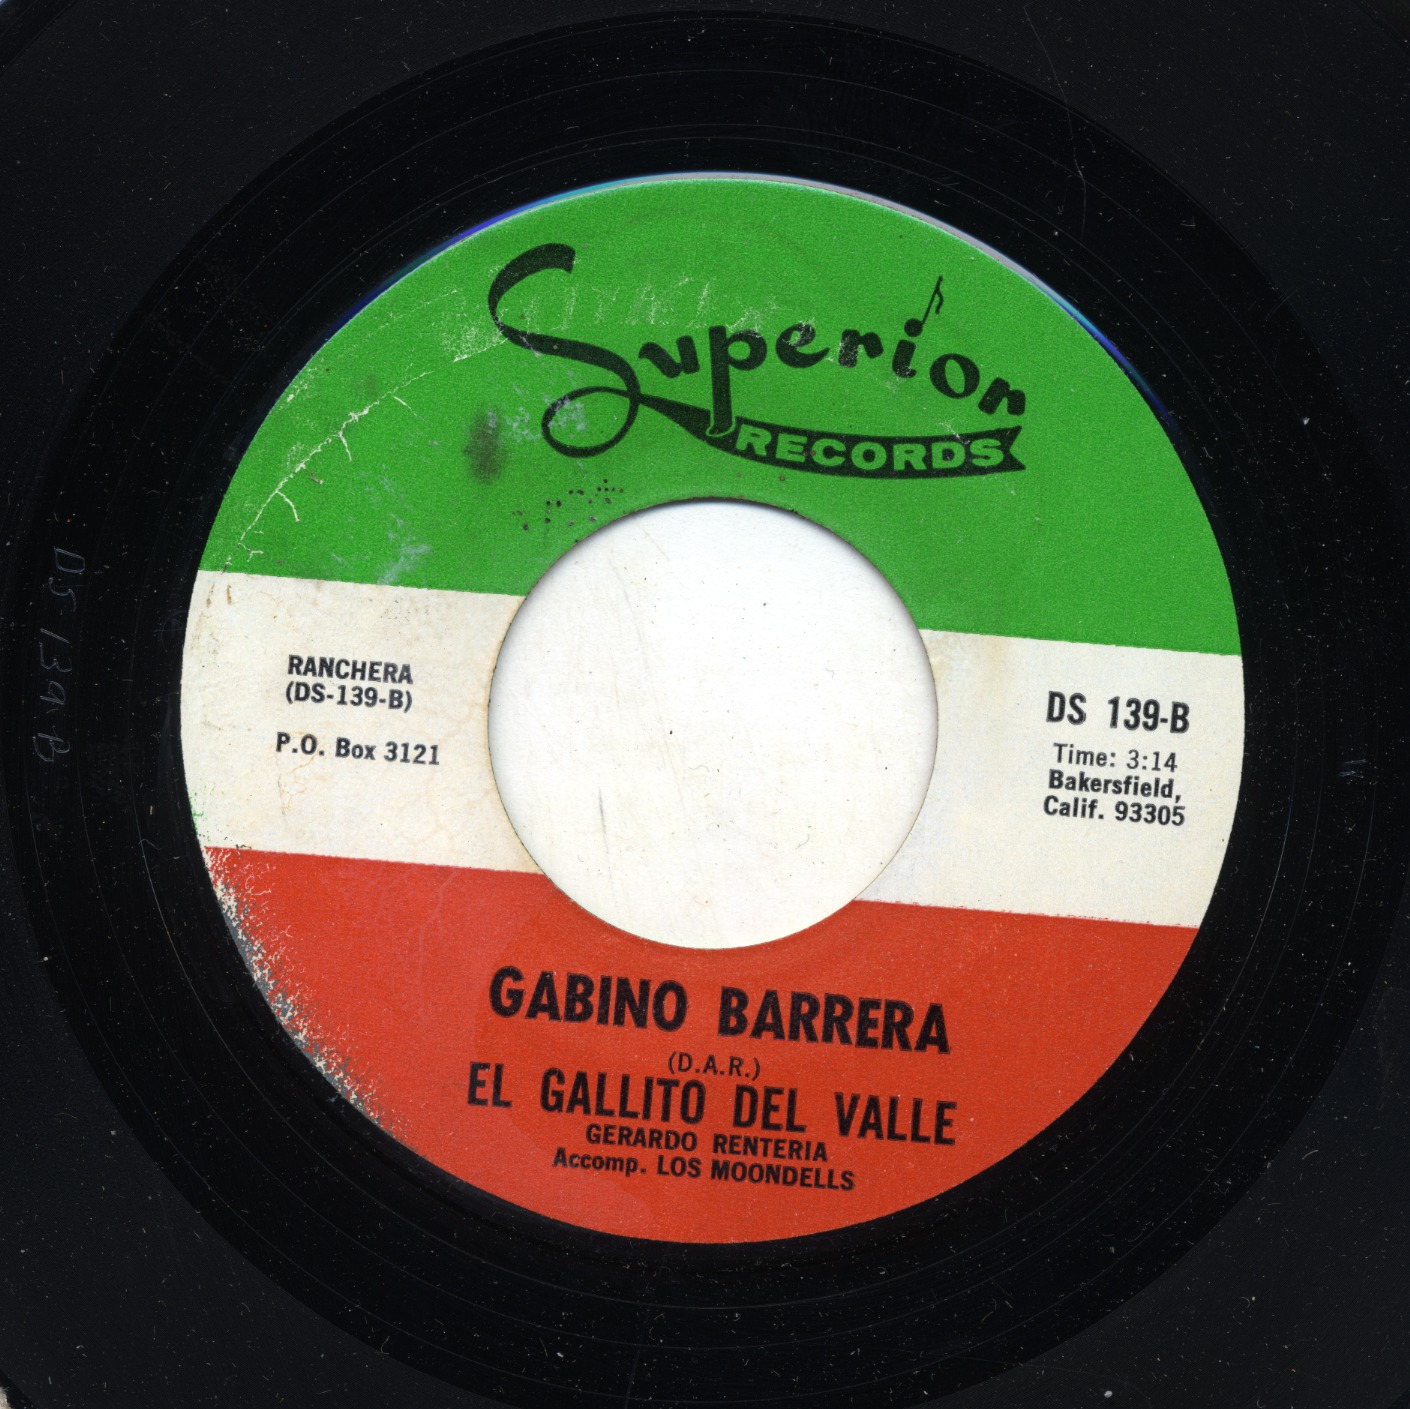 Superior
RECORDS
RANCHERA
(DS-139-B)
P.O. Box 3121
DS 139-B
Time: 3:14
Bakersfield,
Calif. 93305
GABINO BARRERA
(D.A.R.)
EL GALLITO DEL VALLE
GERARDO RENTERIA
Accomp. LOS MOONDELLS
DS 139-B